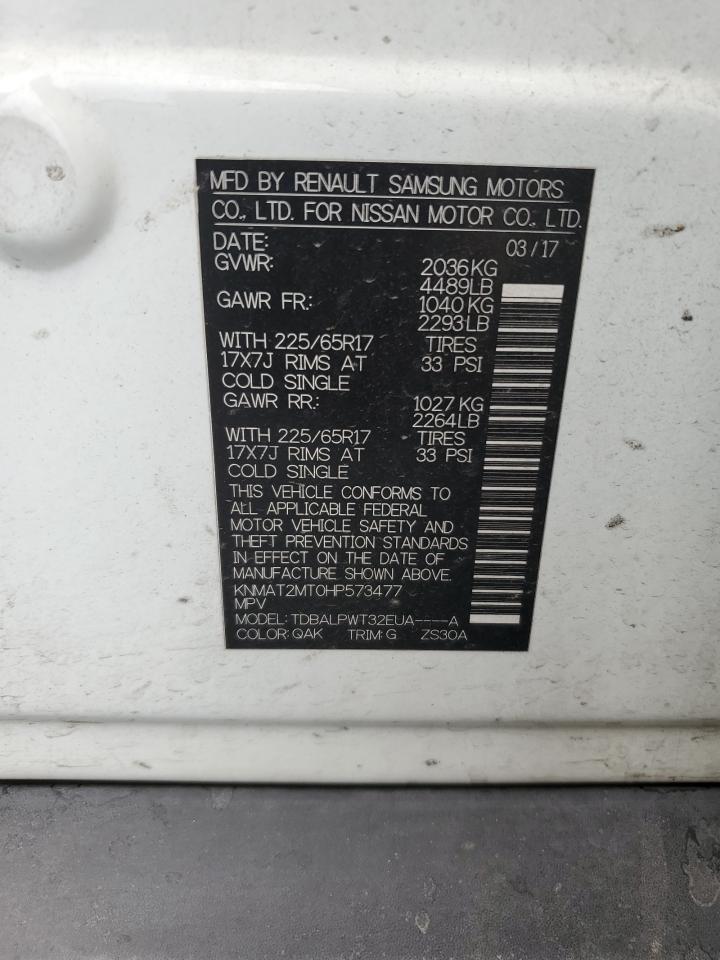 MFD BY RENAULT SAMSUNG MOTORS
CO., LTD. FOR NISSAN MOTOR CO., LTD.
DATE: 03/17
GVWR: 2036KG
4489LB
GAWR FR.: 1040KG
2293LB
WITH 225/65R17 TIRES
17X7J RIMS AT 33 PSI
COLD SINGLE
GAWR RR.: 1027KG
2264LB
WITH 225/65R17 TIRES
17X7J RIMS AT 33 PSI
COLD SINGLE
THIS VEHICLE CONFORMS TO
ALL APPLICABLE FEDERAL
MOTOR VEHICLE SAFETY AND
THEFT PREVENTION STANDARDS
IN EFFECT ON THE DATE OF
MANUFACTURE SHOWN ABOVE.
KNMAT2MT0HP573477
MPV
MODEL: TDBALPWT32EUA----A
COLOR: QAK TRIM: G ZS30A